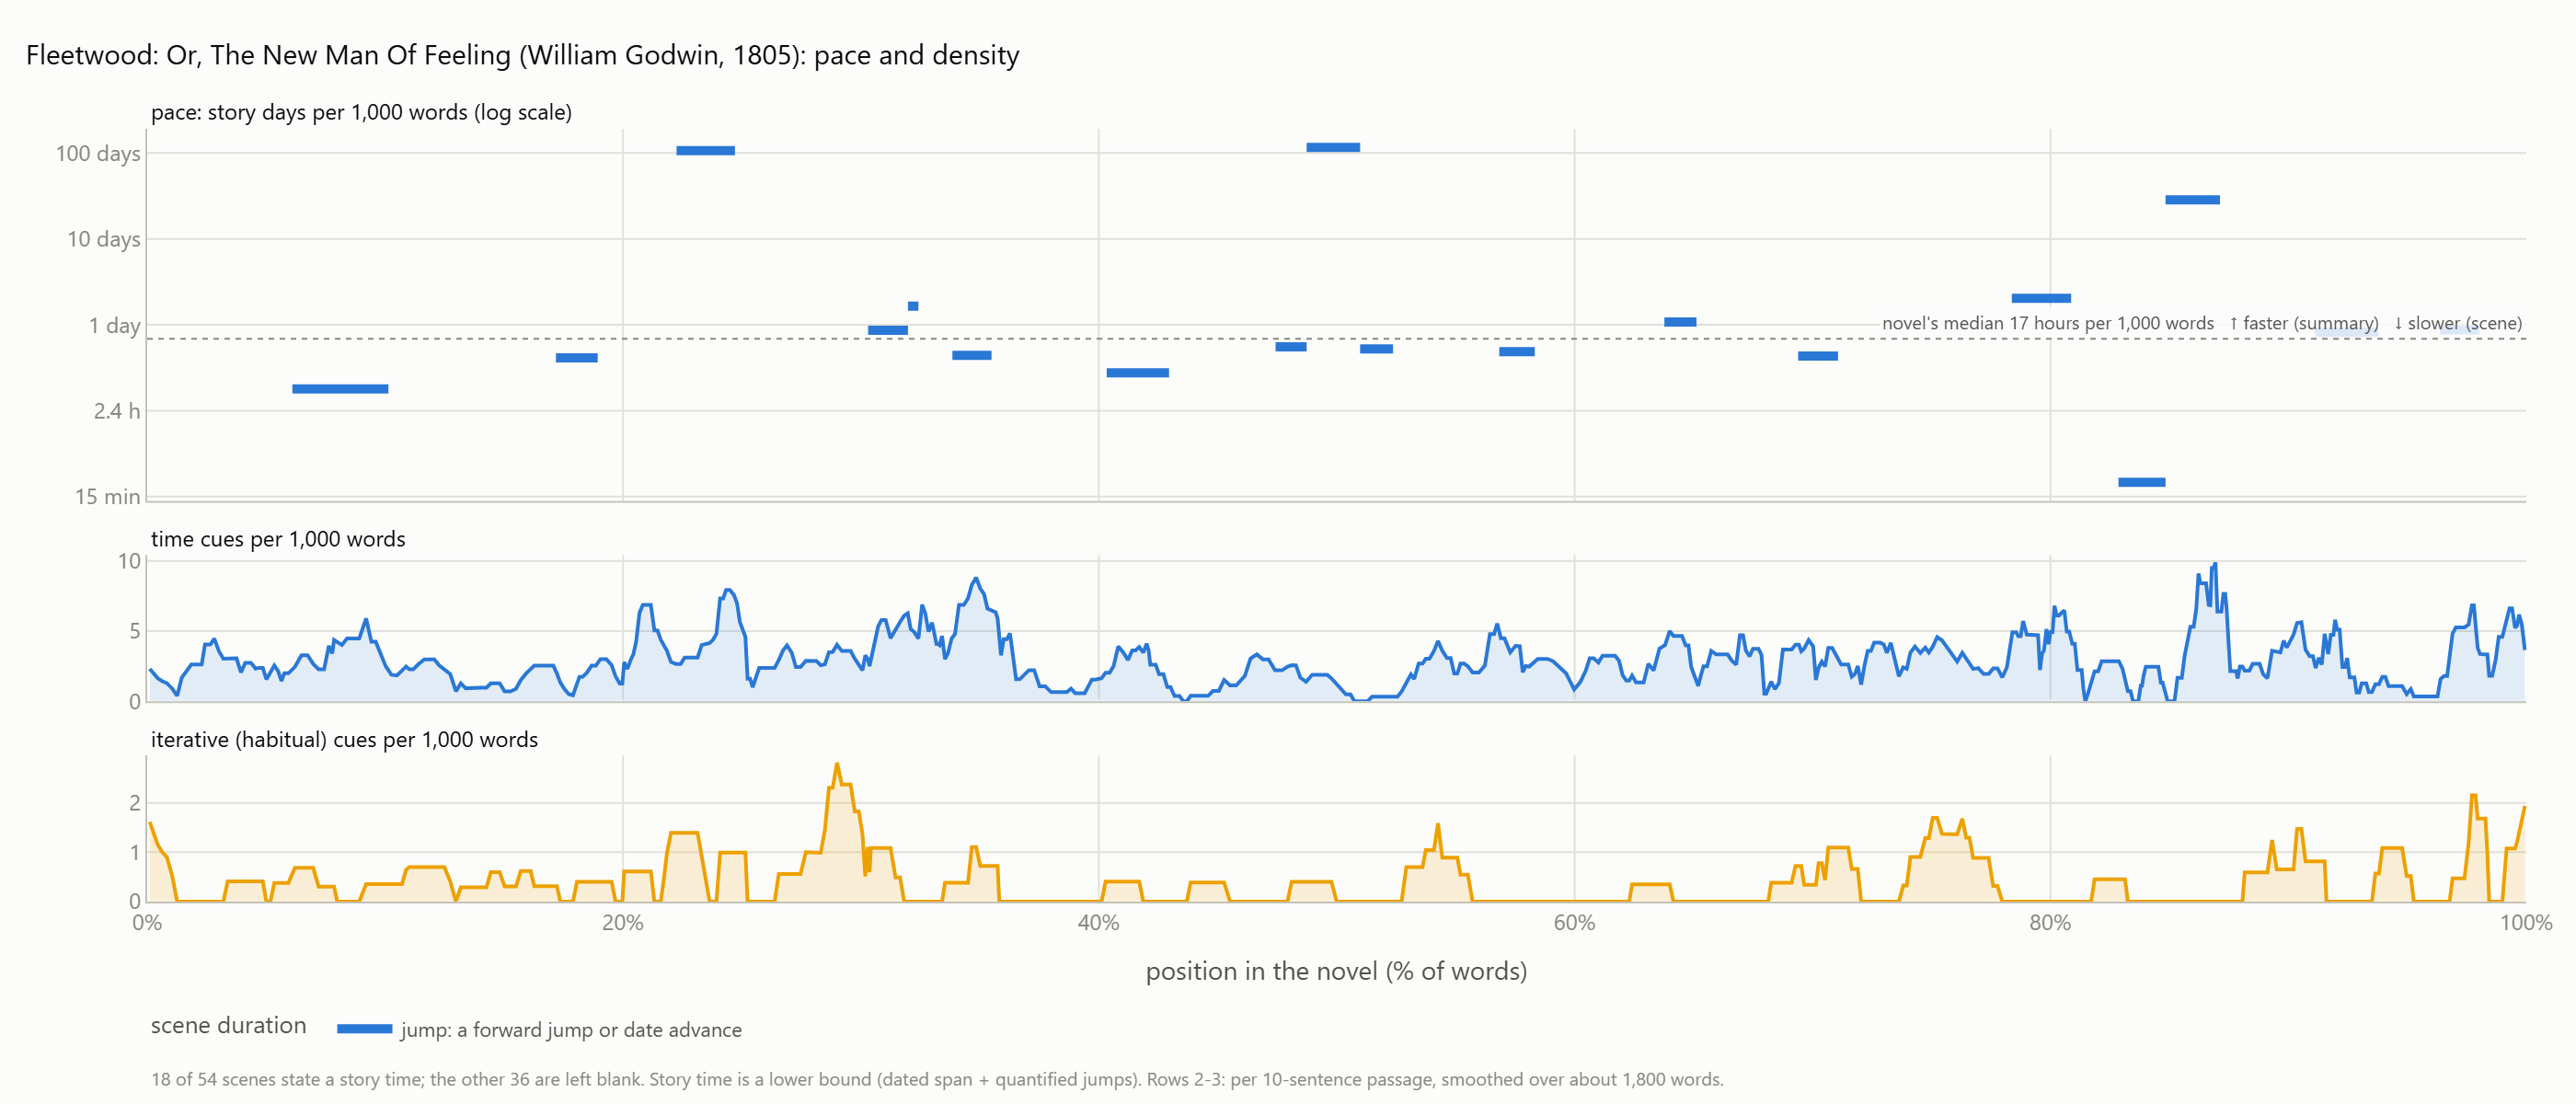 Fleetwood: Or, The New Man Of Feeling (William Godwin, 1805): pace and density
pace: story days per 1,000 words (log scale)
100 days
10 days
1 day
2.4 h
15 min
novel's median 17 hours per 1,000 words ↑ faster (summary) ↓ slower (scene)
time cues per 1,000 words
10
5
0
iterative (habitual) cues per 1,000 words
2
1
0
0% 20% 40% 60% 80% 100%
position in the novel (% of words)
scene duration jump: a forward jump or date advance
18 of 54 scenes state a story time; the other 36 are left blank. Story time is a lower bound (dated span + quantified jumps). Rows 2-3: per 10-sentence passage, smoothed over about 1,800 words.